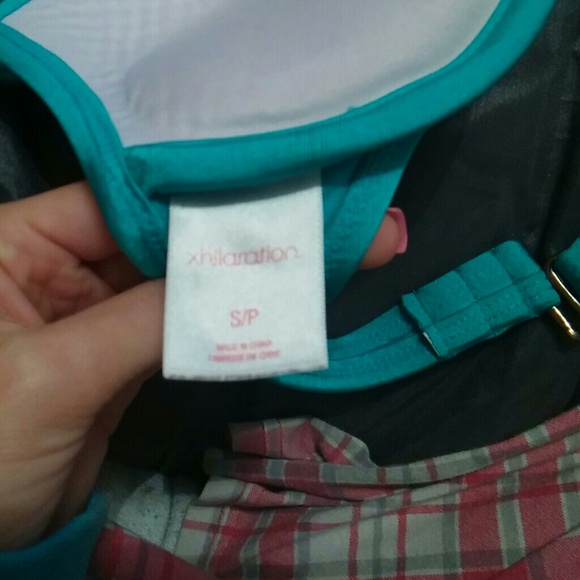 xhilaration
S/P
MADE IN CHINA
FABRIQUÉ EN CHINE